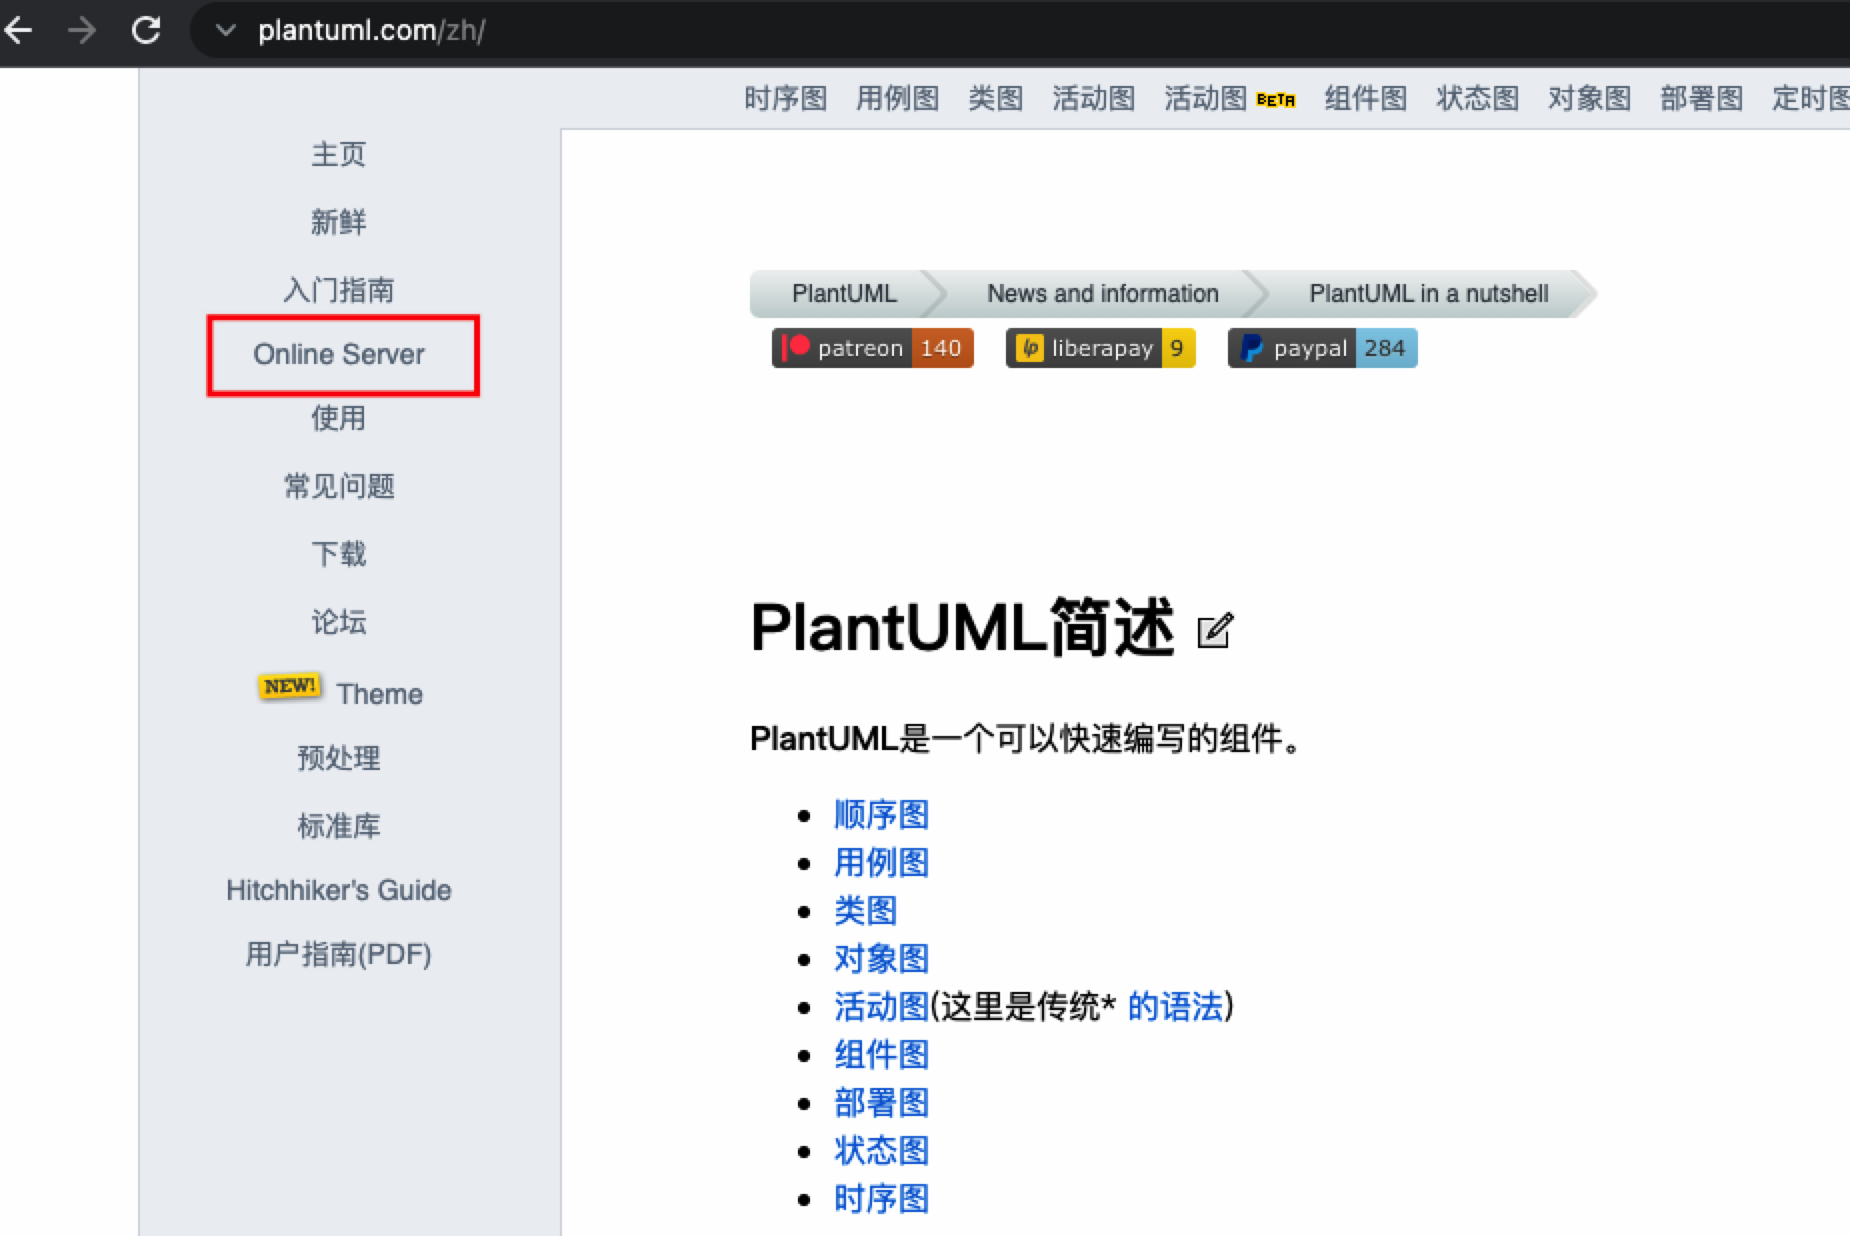 plantuml.com/zh/
时序图 用例图 类图 活动图 活动图 BETA 组件图 状态图 对象图 部署图 定时图
主页
新鲜
入门指南
Online Server
使用
常见问题
下载
论坛
NEW! Theme
预处理
标准库
Hitchhiker's Guide
用户指南(PDF)
PlantUML News and information PlantUML in a nutshell
patreon 140 liberapay 9 paypal 284
PlantUML简述
PlantUML是一个可以快速编写的组件。
• 顺序图
• 用例图
• 类图
• 对象图
• 活动图(这里是传统* 的语法)
• 组件图
• 部署图
• 状态图
• 时序图